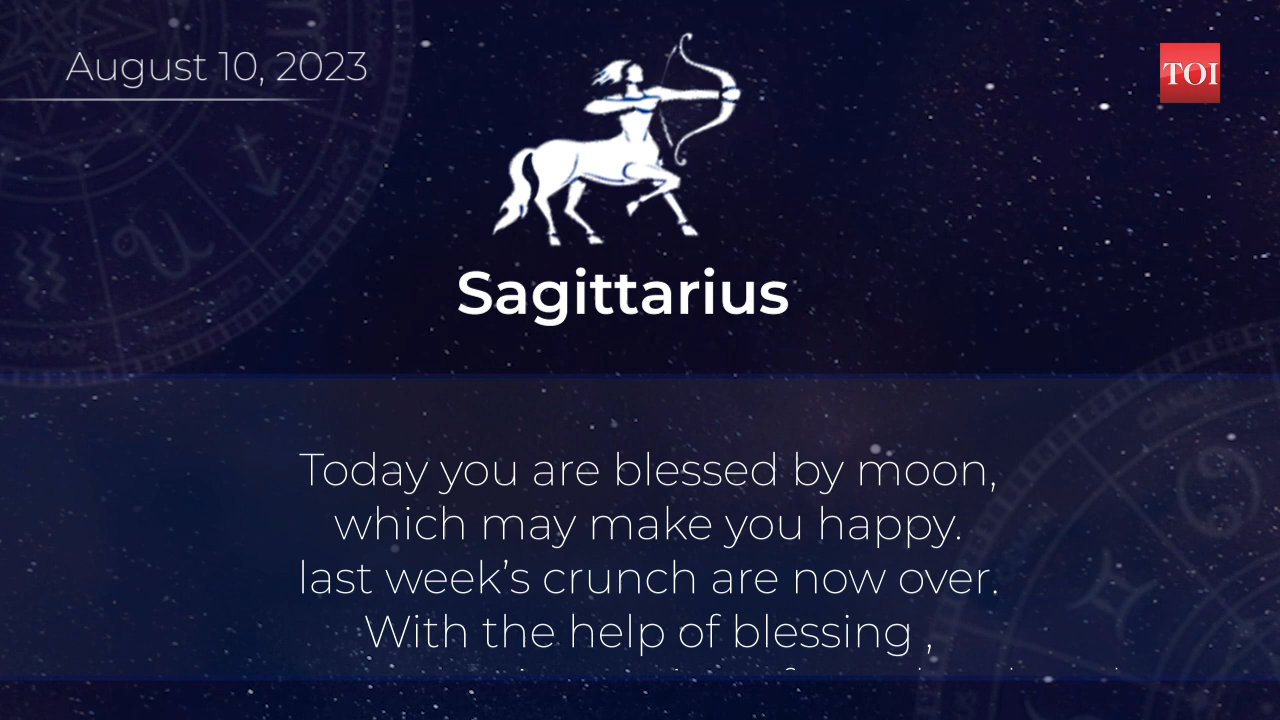 August 10, 2023
TOI
Sagittarius
Today you are blessed by moon,
which may make you happy.
last week’s crunch are now over.
With the help of blessing ,